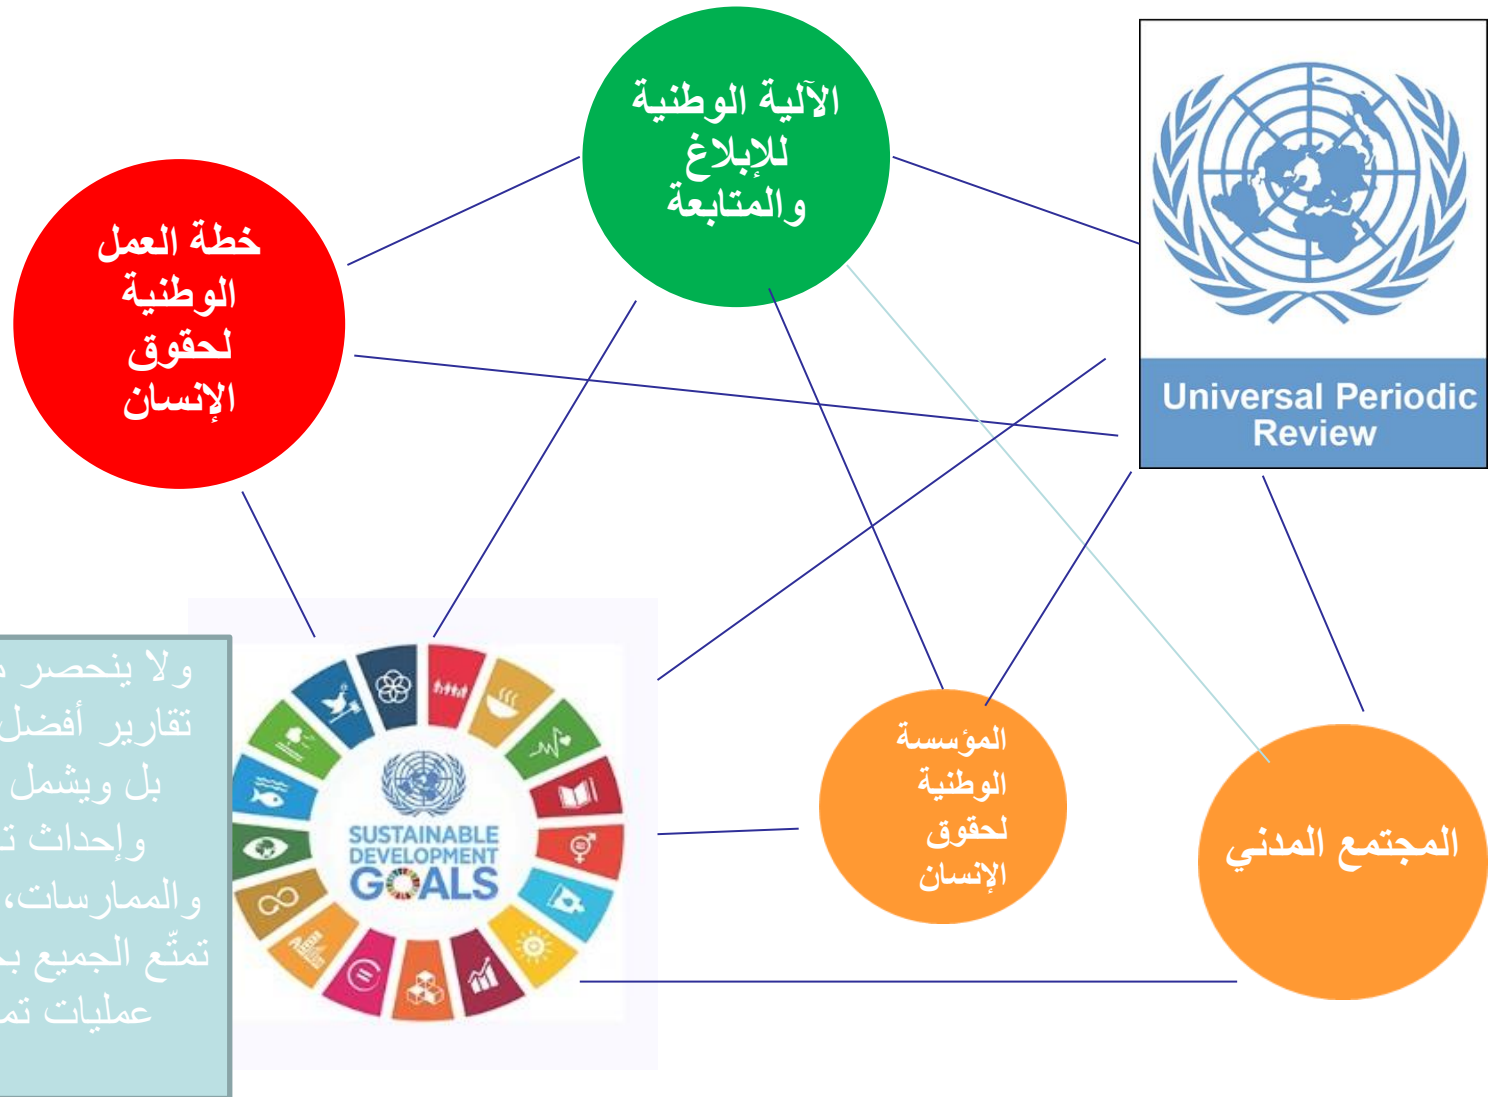 الآلية الوطنية
للإبلاغ
والمتابعة
خطة العمل
الوطنية
لحقوق
الإنسان
Universal Periodic
Review
ولا ينحصر
تقارير أفضل
بل ويشمل
وإحداث
والممارسات،
تمتّع الجميع
عمليات
SUSTAINABLE
DEVELOPMENT
GOALS
المؤسسة
الوطنية
لحقوق
الإنسان
المجتمع المدني